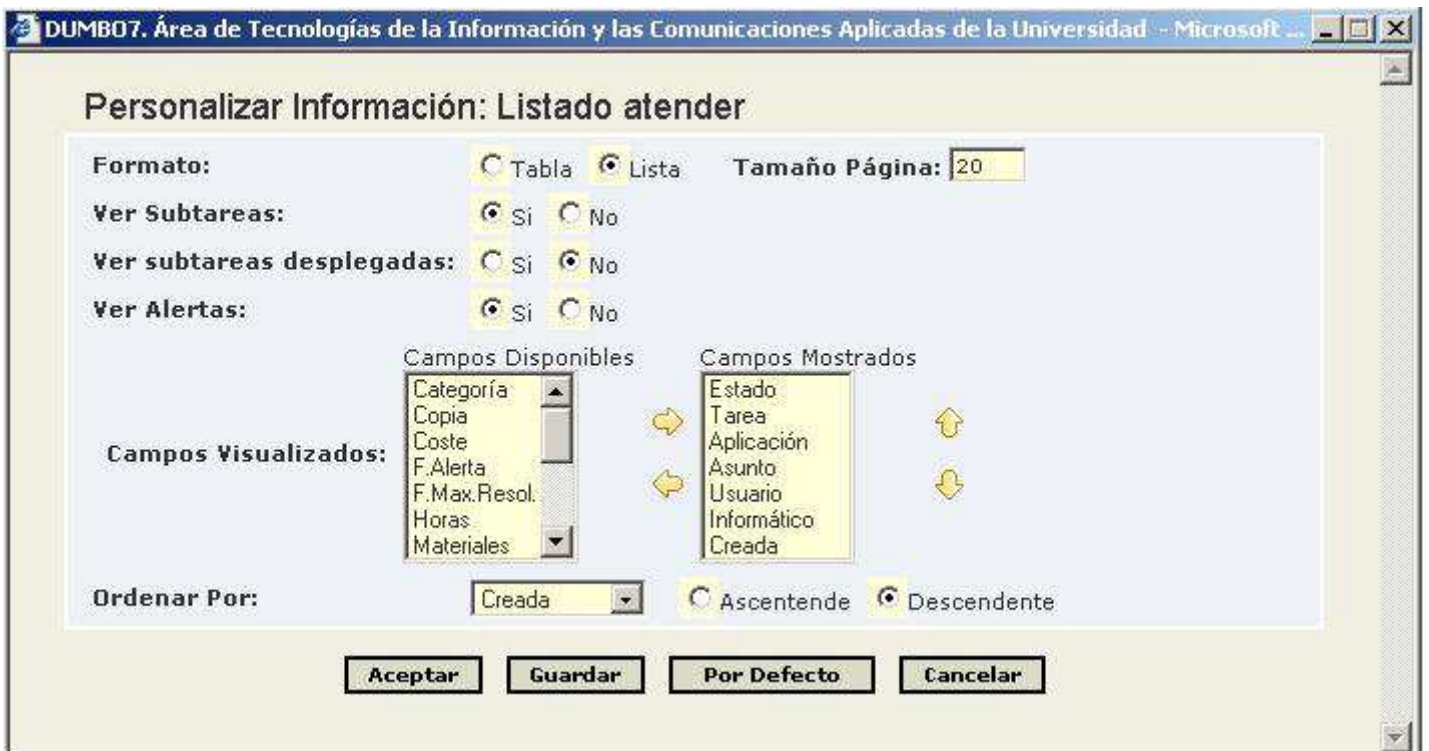 DUMBO7. Área de Tecnologías de la Información y las Comunicaciones Aplicadas de la Universidad - Microsoft ...
Personalizar Información: Listado atender
Formato: Tabla Lista Tamaño Página: 20
Ver Subtareas: Si No
Ver subtareas desplegadas: Si No
Ver Alertas: Si No
Campos Disponibles Campos Mostrados
Categoría Estado
Copia Tarea
Coste Aplicación
Campos Visualizados:
F.Alerta Asunto
F.Max.Resol. Usuario
Horas Informático
Materiales Creada
Ordenar Por: Creada Ascentende Descendente
Aceptar Guardar Por Defecto Cancelar